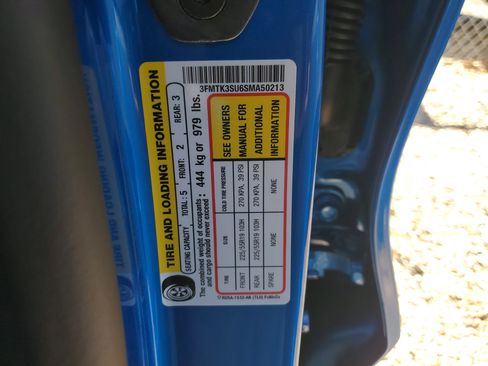 3FMTK3SU6SMA50213
TIRE AND LOADING INFORMATION
SEATING CAPACITY TOTAL : 5 FRONT: 2 REAR: 3
The combined weight of occupants and cargo should never exceed : 444 kg or 979 lbs.
TIRE SIZE COLD TIRE PRESSURE
FRONT 225/55R19 103H 270 KPA, 39 PSI
REAR 225/55R19 103H 270 KPA, 39 PSI
SPARE NONE NONE
SEE OWNERS
MANUAL FOR
ADDITIONAL
INFORMATION